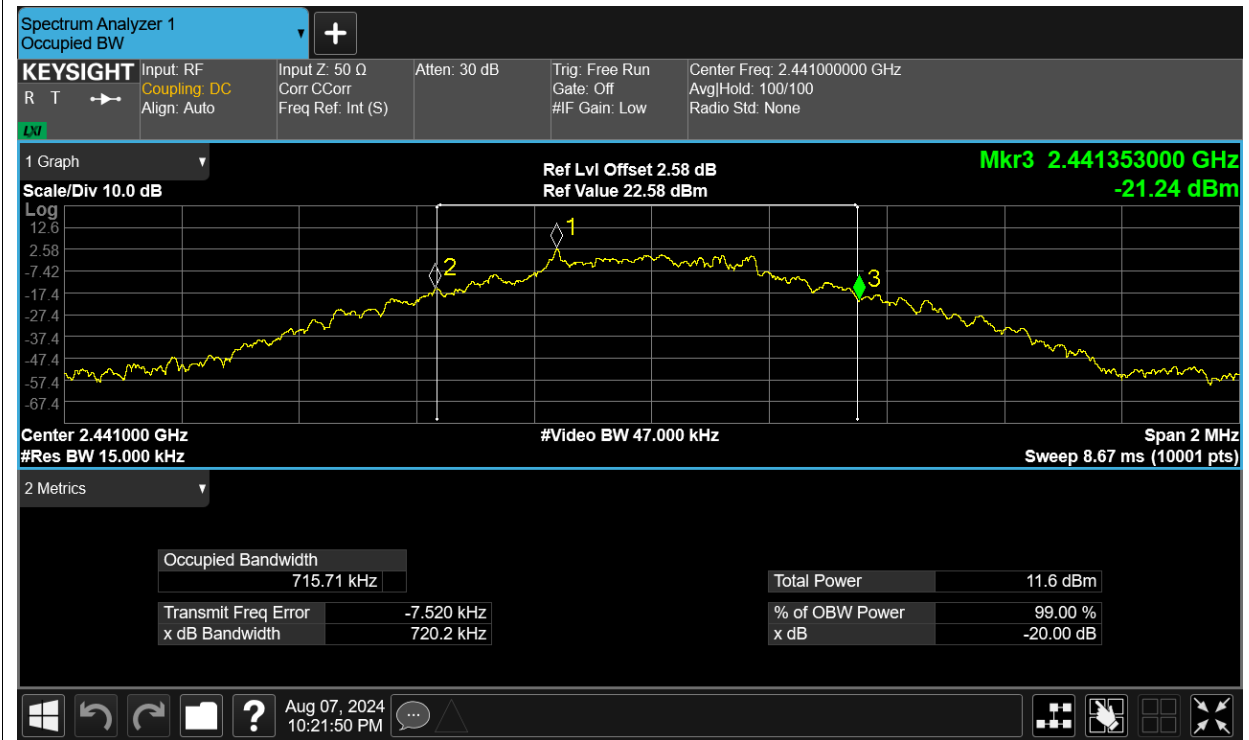 Spectrum Analyzer 1
Occupied BW
KEYSIGHT
R T
LXI
Input: RF
Coupling: DC
Align: Auto
Input Z: 50 Ω
Corr CCorr
Freq Ref: Int (S)
Atten: 30 dB
Trig: Free Run
Gate: Off
#IF Gain: Low
Center Freq: 2.441000000 GHz
Avg|Hold: 100/100
Radio Std: None
1 Graph
Scale/Div 10.0 dB
Ref Lvl Offset 2.58 dB
Ref Value 22.58 dBm
Mkr3 2.441353000 GHz
-21.24 dBm
Log
12.6
2.58
-7.42
-17.4
-27.4
-37.4
-47.4
-57.4
-67.4
1
2
3
Center 2.441000 GHz
#Res BW 15.000 kHz
#Video BW 47.000 kHz
Span 2 MHz
Sweep 8.67 ms (10001 pts)
2 Metrics
Occupied Bandwidth
715.71 kHz
Transmit Freq Error -7.520 kHz
x dB Bandwidth 720.2 kHz
Total Power 11.6 dBm
% of OBW Power 99.00 %
x dB -20.00 dB
?
Aug 07, 2024
10:21:50 PM